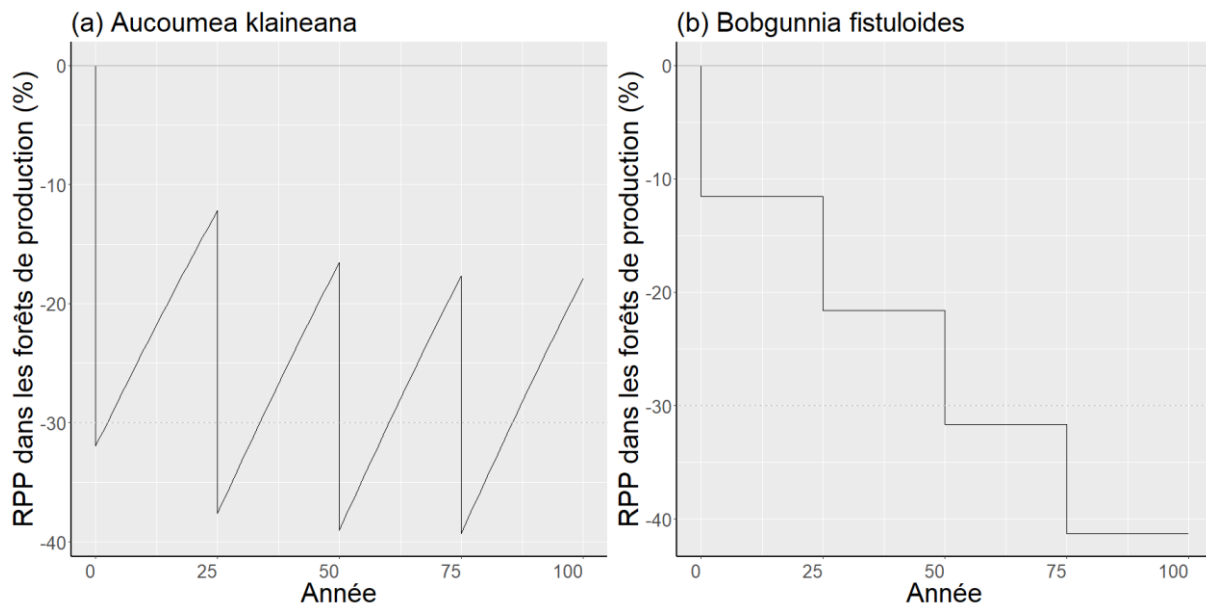 (a) Aucoumea klaineana
RPP dans les forêts de production (%)
0
-10
-20
-30
-40
0 25 50 75 100
Année
(b) Bobgunnia fistuloides
RPP dans les forêts de production (%)
0
-10
-20
-30
-40
0 25 50 75 100
Année